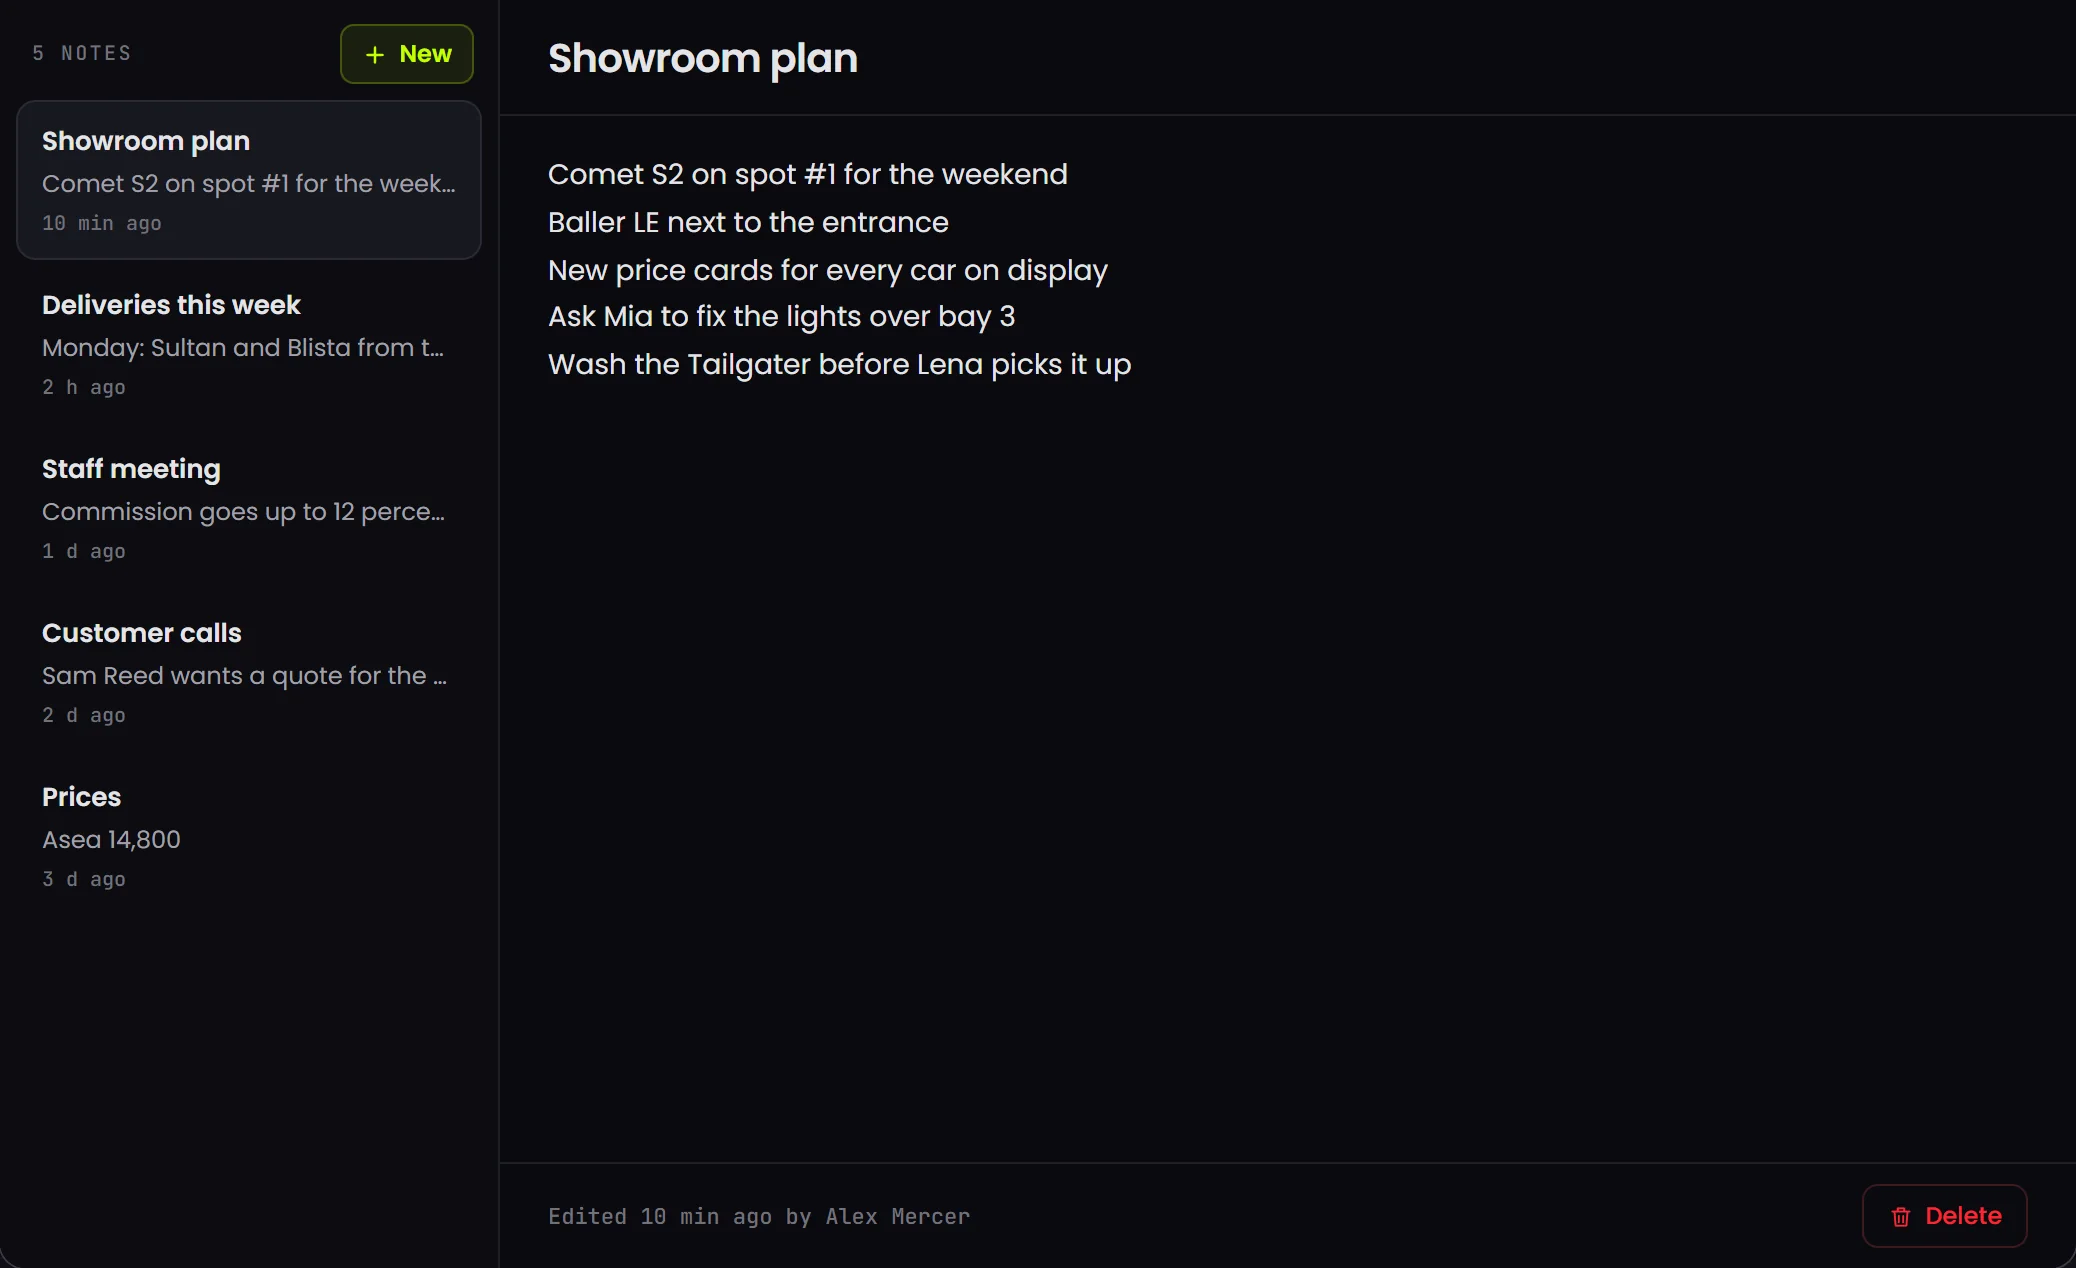 5 NOTES
+ New
Showroom plan
Comet S2 on spot #1 for the week...
10 min ago
Deliveries this week
Monday: Sultan and Blista from t...
2 h ago
Staff meeting
Commission goes up to 12 perce...
1 d ago
Customer calls
Sam Reed wants a quote for the ...
2 d ago
Prices
Asea 14,800
3 d ago
Showroom plan
Comet S2 on spot #1 for the weekend
Baller LE next to the entrance
New price cards for every car on display
Ask Mia to fix the lights over bay 3
Wash the Tailgater before Lena picks it up
Edited 10 min ago by Alex Mercer
Delete